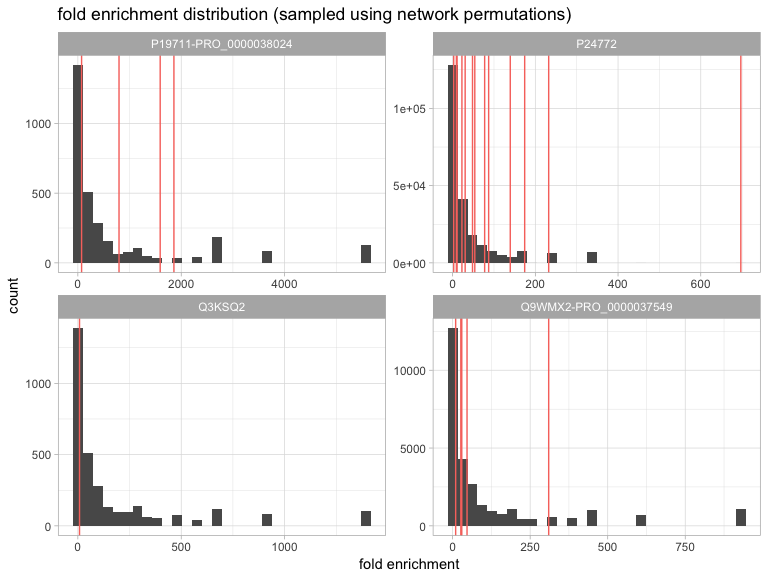 fold enrichment distribution (sampled using network permutations)
P19711-PRO_0000038024
P24772
1000
500
0
0 2000 4000
1e+05
5e+04
0e+00
0 200 400 600
count
Q3KSQ2
Q9WMX2-PRO_0000037549
1000
500
0
0 500 1000
10000
5000
0
0 250 500 750
fold enrichment